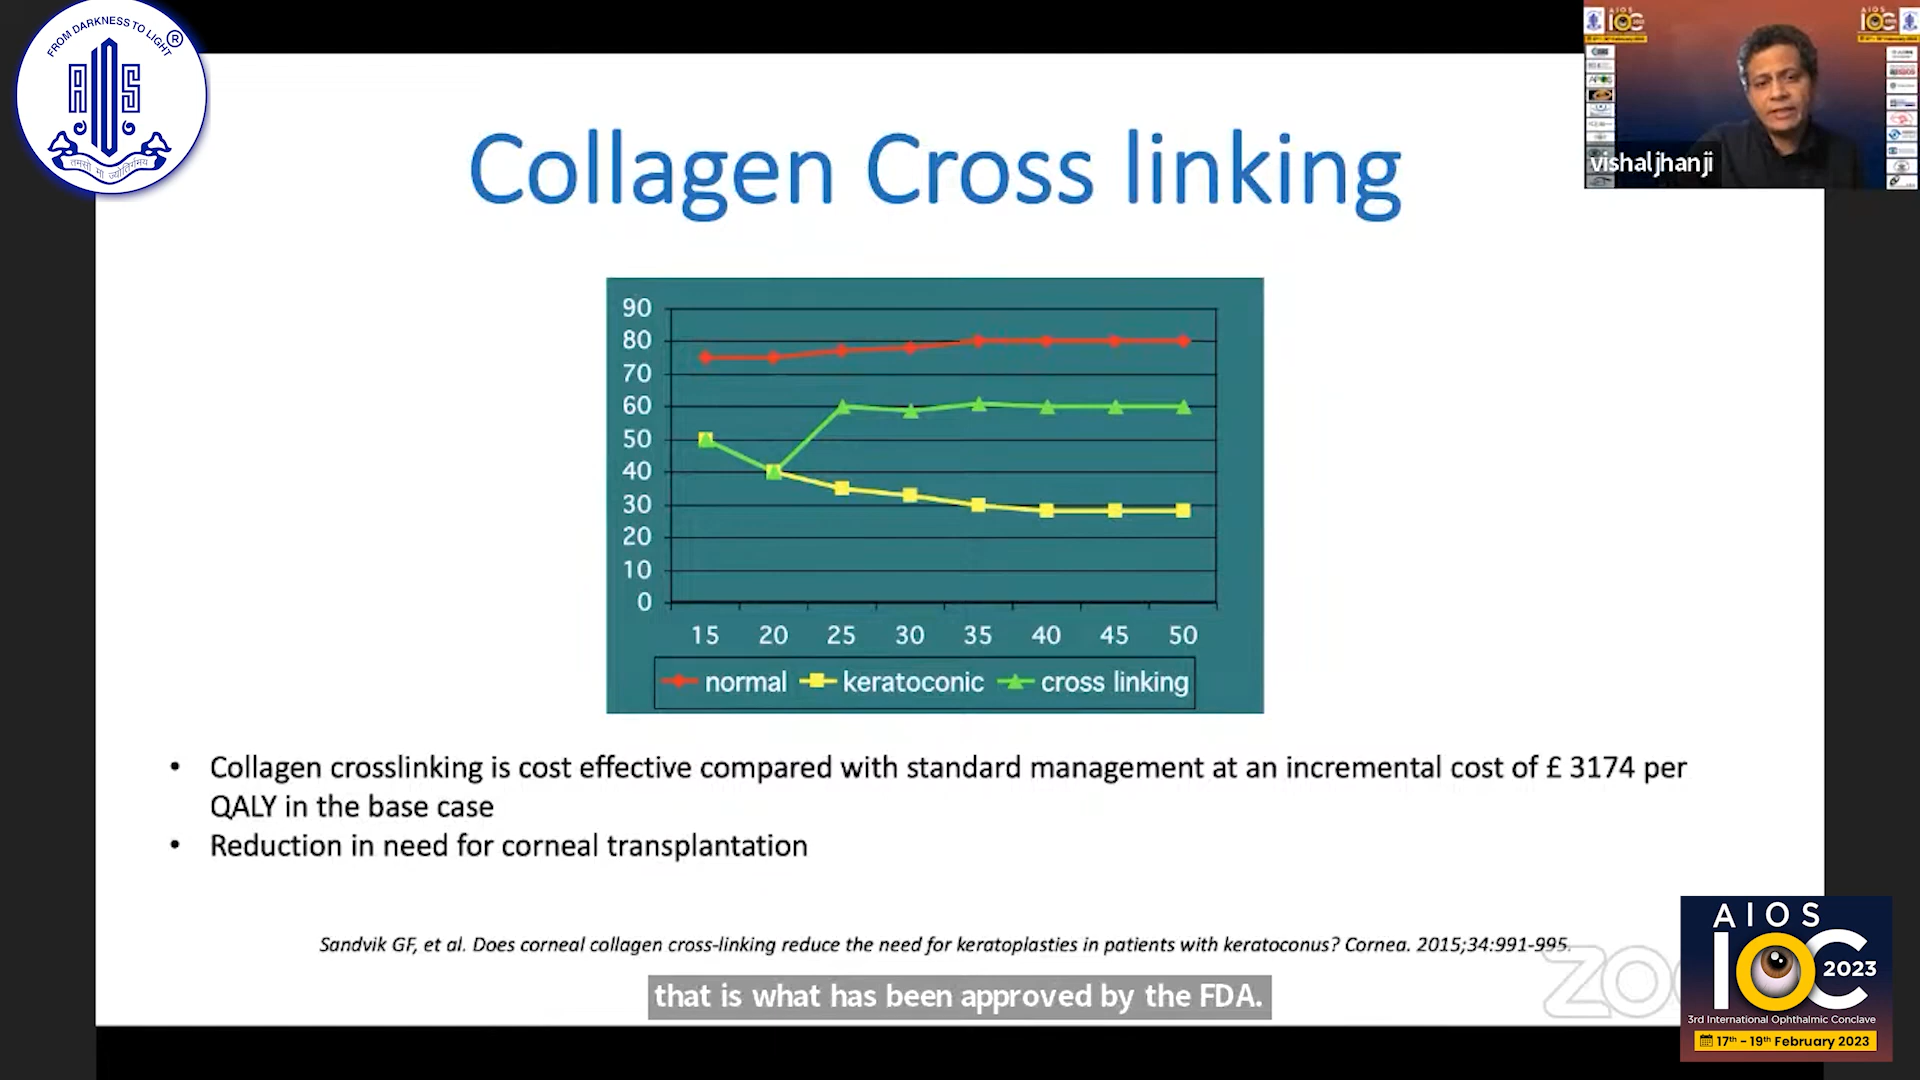 FROM DARKNESS TO LIGHT
®
AIOS
तमसो मा ज्योतिर्गमय
AIOS
IOC
vishaljhanji
Collagen Cross linking
90
80
70
60
50
40
30
20
10
0
15 20 25 30 35 40 45 50
normal keratoconic cross linking
• Collagen crosslinking is cost effective compared with standard management at an incremental cost of £ 3174 per
QALY in the base case
• Reduction in need for corneal transplantation
Sandvik GF, et al. Does corneal collagen cross-linking reduce the need for keratoplasties in patients with keratoconus? Cornea. 2015;34:991-995.
that is what has been approved by the FDA.
AIOS
IOC 2023
3rd International Ophthalmic Conclave
17th - 19th February 2023